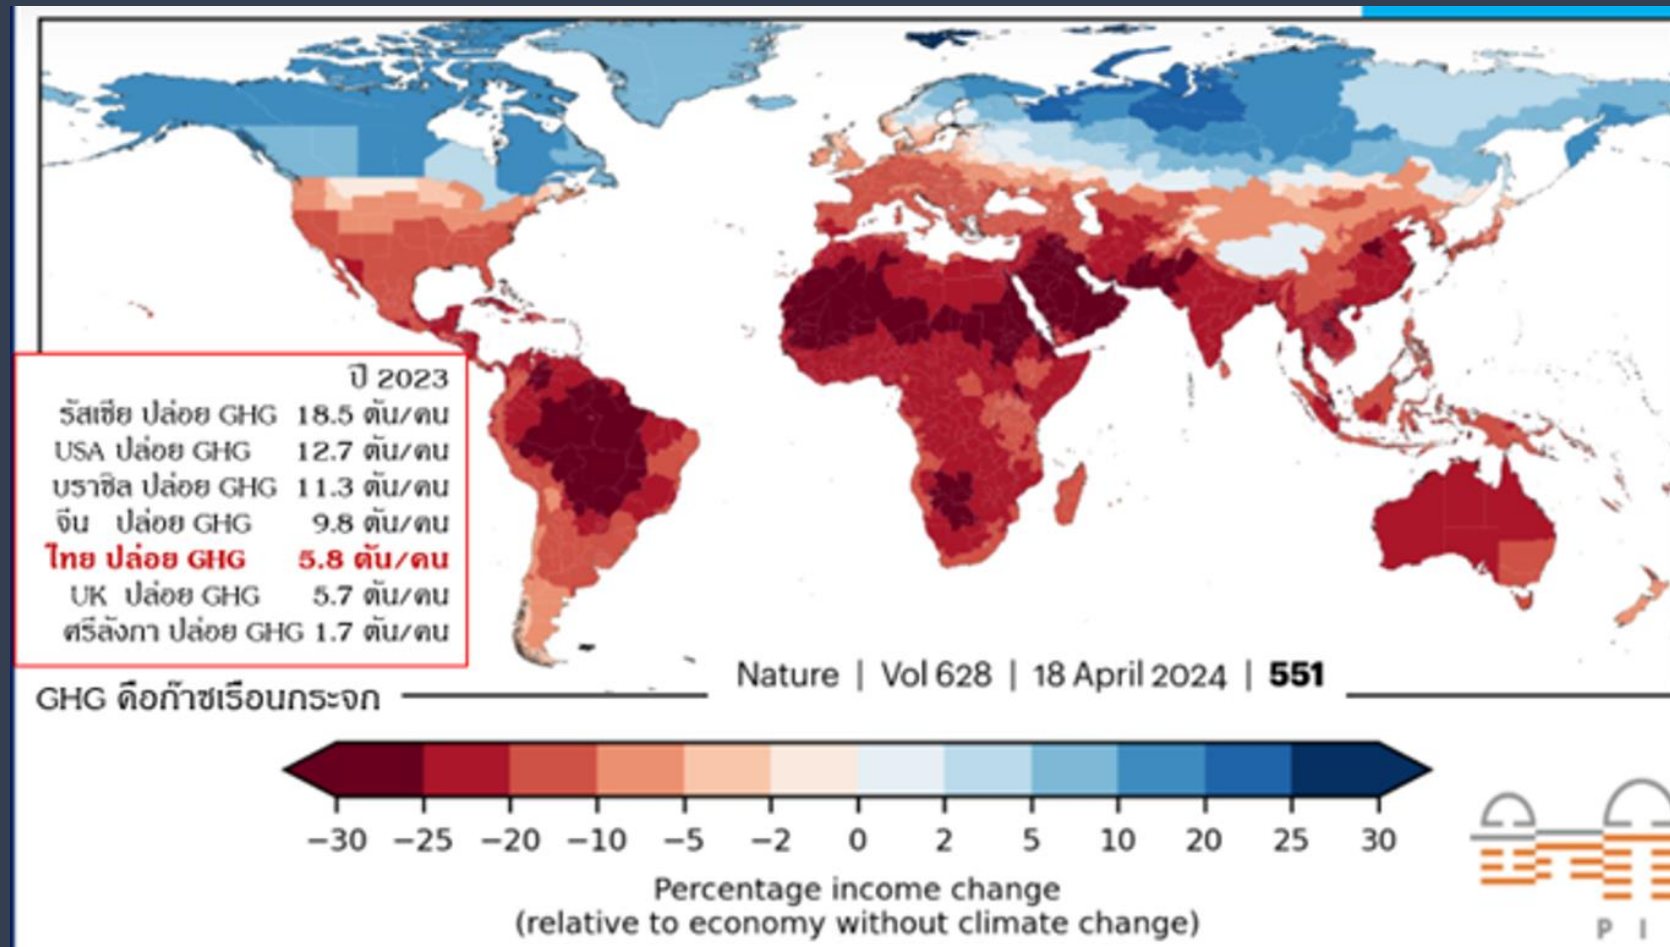 ปี 2023
รัสเซีย ปล่อย GHG 18.5 ตัน/คน
USA ปล่อย GHG 12.7 ตัน/คน
บราซิล ปล่อย GHG 11.3 ตัน/คน
จีน ปล่อย GHG 9.8 ตัน/คน
ไทย ปล่อย GHG 5.8 ตัน/คน
UK ปล่อย GHG 5.7 ตัน/คน
ศรีลังกา ปล่อย GHG 1.7 ตัน/คน
Nature | Vol 628 | 18 April 2024 | 551
GHG คือก๊าซเรือนกระจก
−30 −25 −20 −10 −5 −2 0 2 5 10 20 25 30
Percentage income change
(relative to economy without climate change)
P I